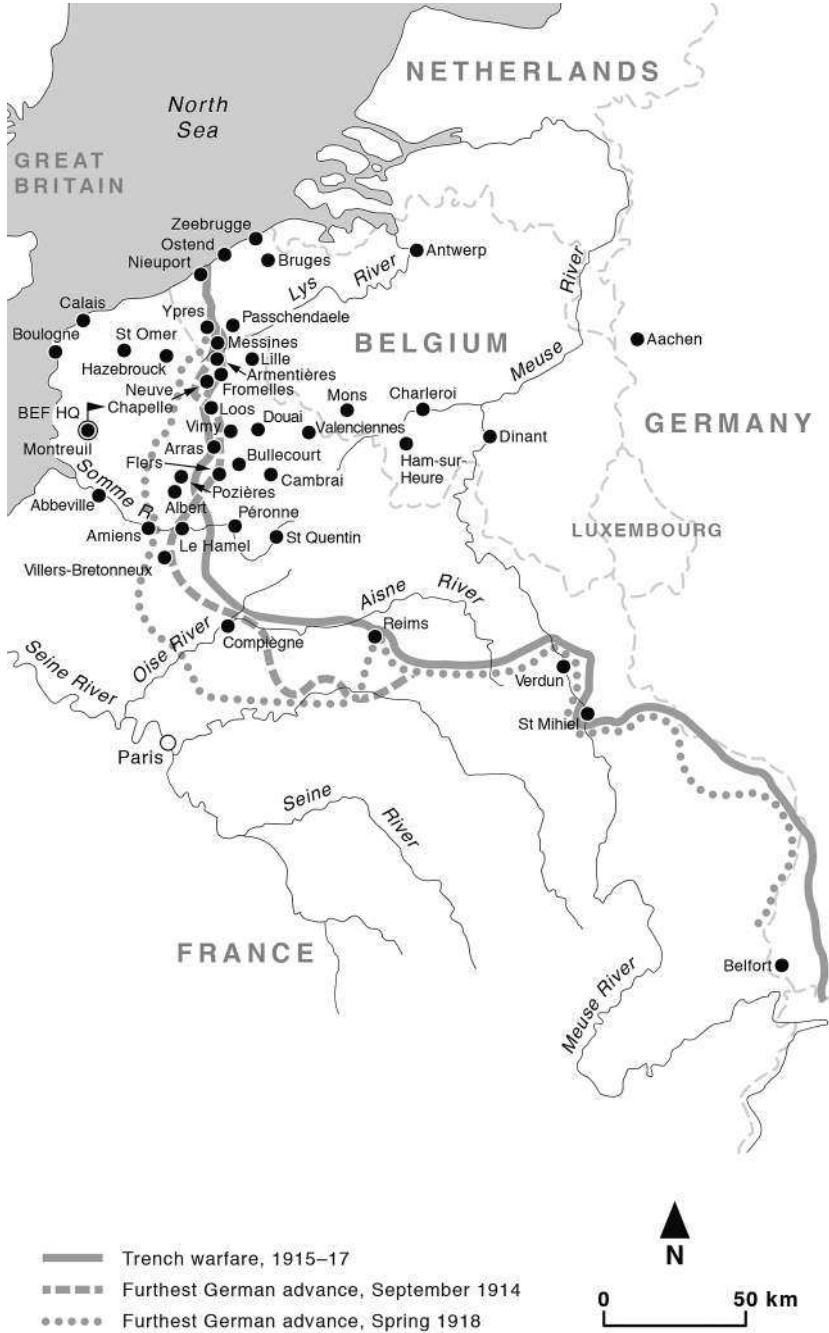 NETHERLANDS
North
Sea
GREAT
BRITAIN
Zeebrugge
Ostend
Nieuport
Bruges
Antwerp
Lys River
Meuse River
Calais
Ypres
Passchendaele
BELGIUM
Boulogne
St Omer
Messines
Aachen
Hazebrouck
Lille
Armentières
Neuve
Chapelle
Fromelles
Mons
Charleroi
BEF HQ
Loos
Douai
GERMANY
Montreuil
Vimy
Valenciennes
Dinant
Arras
Bullecourt
Ham-sur-
Heure
Flers
Cambrai
Somme R.
Pozières
Abbeville
Albert
Péronne
LUXEMBOURG
Amiens
Le Hamel
St Quentin
Villers-Bretonneux
Aisne River
Oise River
Compiègne
Reims
Seine River
Verdun
St Mihiel
Paris
Seine River
FRANCE
Belfort
Meuse River
N
Trench warfare, 1915–17
Furthest German advance, September 1914
Furthest German advance, Spring 1918
0 50 km